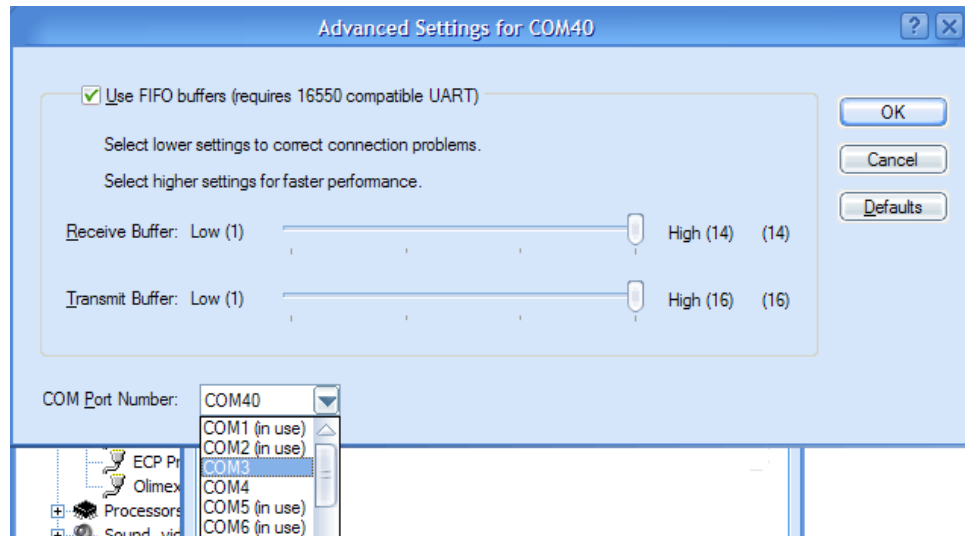 Advanced Settings for COM40
Use FIFO buffers (requires 16550 compatible UART)
OK
Select lower settings to correct connection problems.
Cancel
Select higher settings for faster performance.
Defaults
Receive Buffer: Low (1) High (14) (14)
Transmit Buffer: Low (1) High (16) (16)
COM Port Number: COM40
COM1 (in use)
COM2 (in use)
ECP Pr
COM3
Olimex
COM4
Processors
COM5 (in use)
Sound, vid
COM6 (in use)